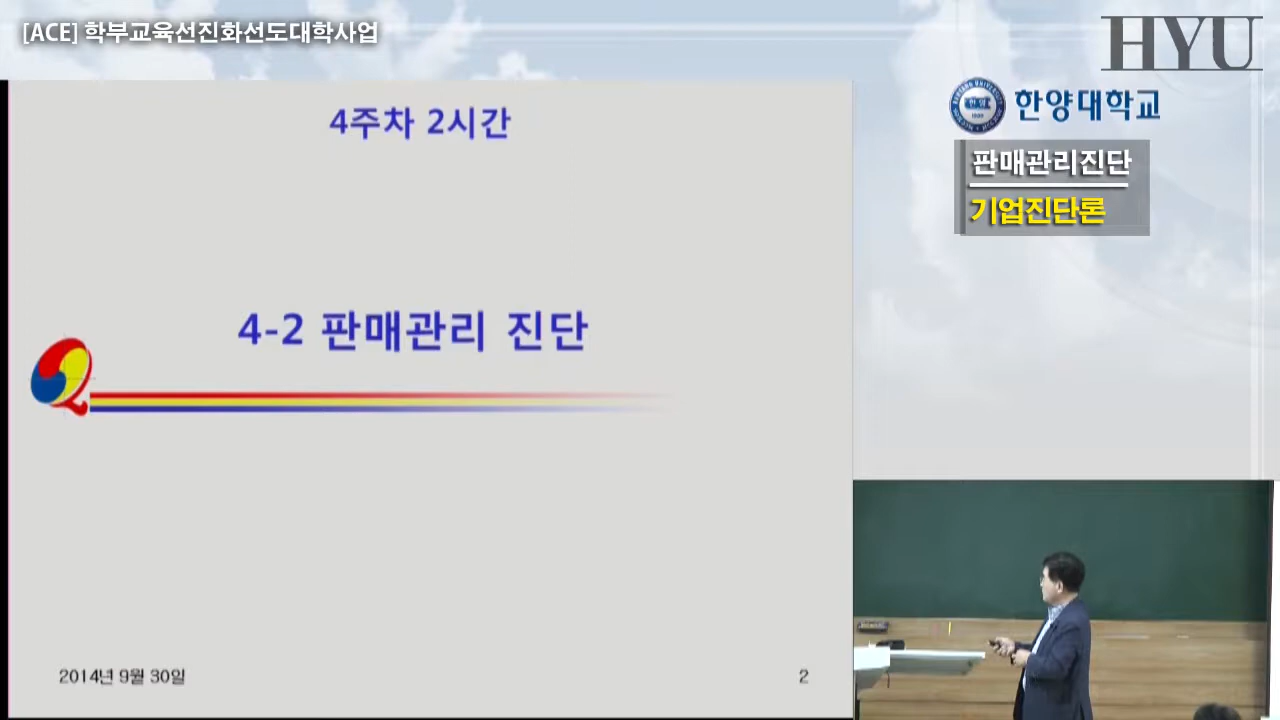 [ACE] 학부교육선진화선도대학사업
HYU
한양대학교
판매관리진단
기업진단론
4주차 2시간
4-2 판매관리 진단
2014년 9월 30일
2